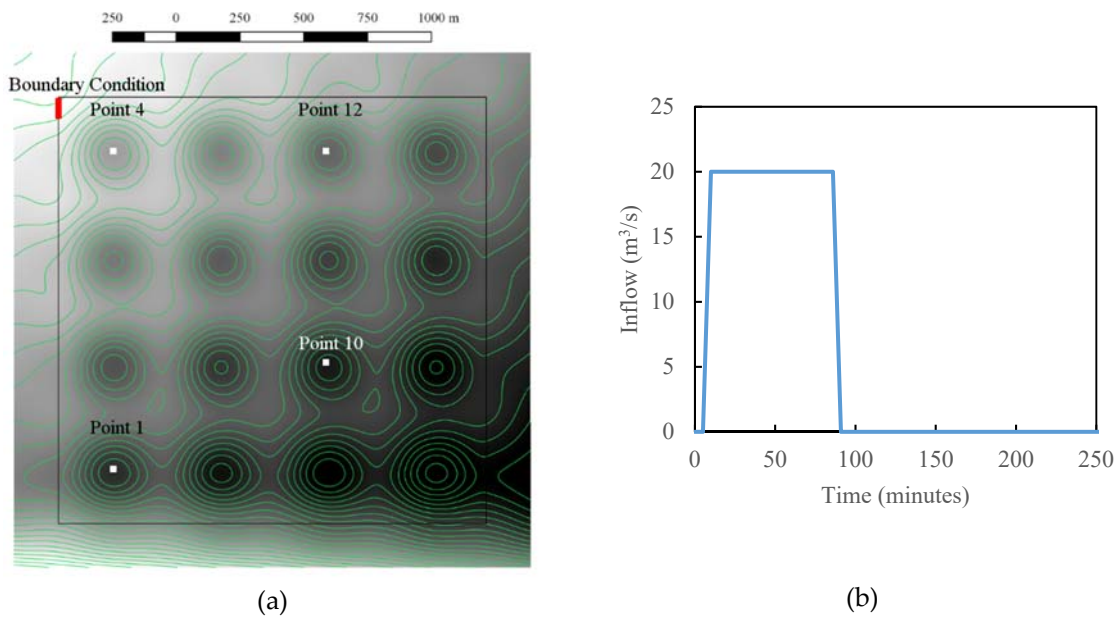 250 0 250 500 750 1000 m
Boundary Condition
Point 4
Point 12
Point 10
Point 1
(a)
25
20
15
10
5
0
Inflow (m³/s)
0 50 100 150 200 250
Time (minutes)
(b)